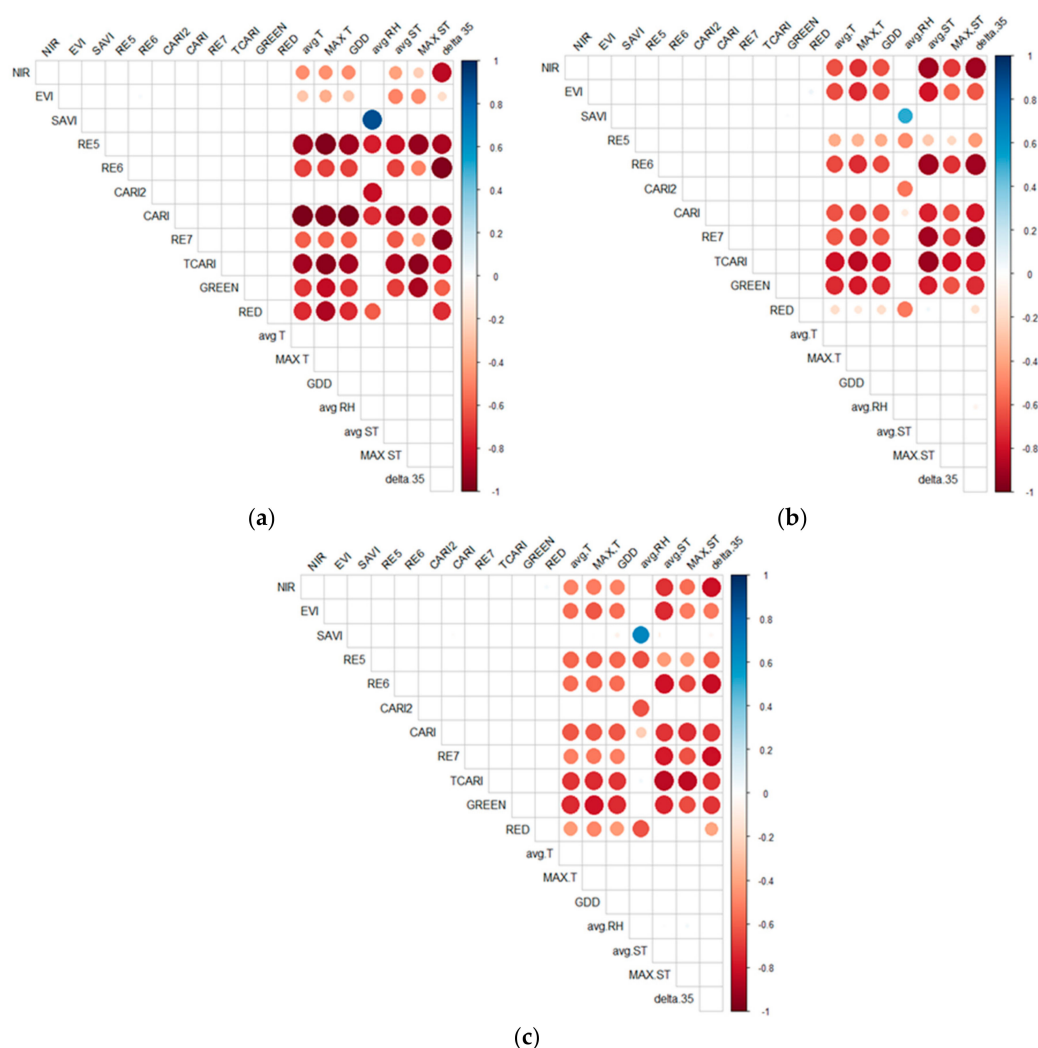 NIR EVI SAVI RE5 RE6 CARI2 CARI RE7 TCARI GREEN RED avg T MAX T GDD avg RH avg ST MAX ST delta.35
NIR
EVI
SAVI
RE5
RE6
CARI2
CARI
RE7
TCARI
GREEN
RED
avg T
MAX T
GDD
avg RH
avg ST
MAX ST
delta 35
1
0.8
0.6
0.4
0.2
0
-0.2
-0.4
-0.6
-0.8
-1
(a)
NIR EVI SAVI RE5 RE6 CARI2 CARI RE7 TCARI GREEN RED avg.T MAX.T GDD avg.RH avg.ST MAX.ST delta.35
NIR
EVI
SAVI
RE5
RE6
CARI2
CARI
RE7
TCARI
GREEN
RED
avg.T
MAX.T
GDD
avg.RH
avg.ST
MAX.ST
delta.35
1
0.8
0.6
0.4
0.2
0
-0.2
-0.4
-0.6
-0.8
-1
(b)
NIR EVI SAVI RE5 RE6 CARI2 CARI RE7 TCARI GREEN RED avg.T MAX.T GDD avg.RH avg.ST MAX.ST delta.35
NIR
EVI
SAVI
RE5
RE6
CARI2
CARI
RE7
TCARI
GREEN
RED
avg.T
MAX.T
GDD
avg.RH
avg.ST
MAX.ST
delta.35
1
0.8
0.6
0.4
0.2
0
-0.2
-0.4
-0.6
-0.8
-1
(c)